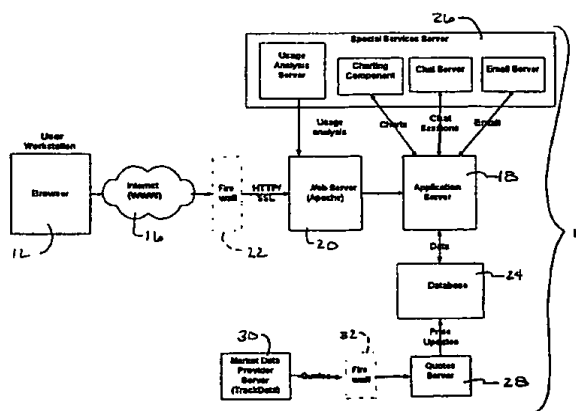 26
Special Services Server
Usage
Analysis
Server
Charting
Component
Chat Server
Email Server
Usage
analysis
Charts
Chat
Sessions
Email
User
Workstation
Browser
Internet
(WWW)
Fire
wall
HTTP/
SSL
Web Server
(Apache)
Application
Server
18
12
16
22
20
Data
Database
24
Price
Updates
30
Market Data
Provider
Server
(TrackData)
Quotes
32
Fire
wall
Quotes
Server
28